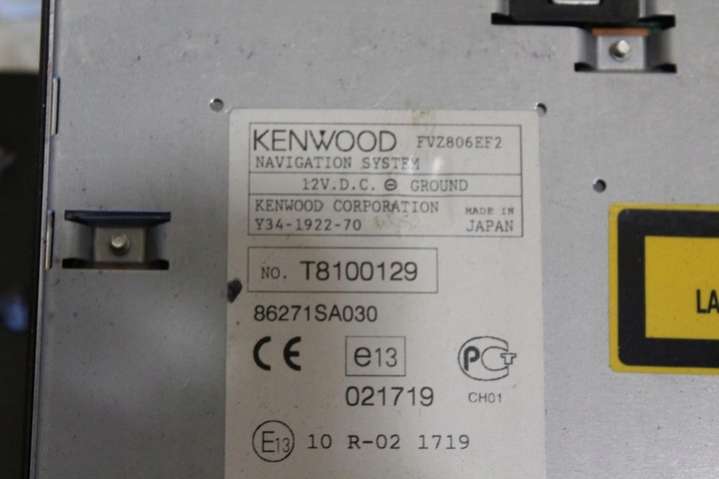 KENWOOD FVZ806EF2
NAVIGATION SYSTEM
12V.D.C. ⊖ GROUND
KENWOOD CORPORATION
Y34-1922-70
MADE IN
JAPAN
NO. T8100129
86271SA030
CE
e13
021719
PCT
CH01
E13 10 R-02 1719
LA